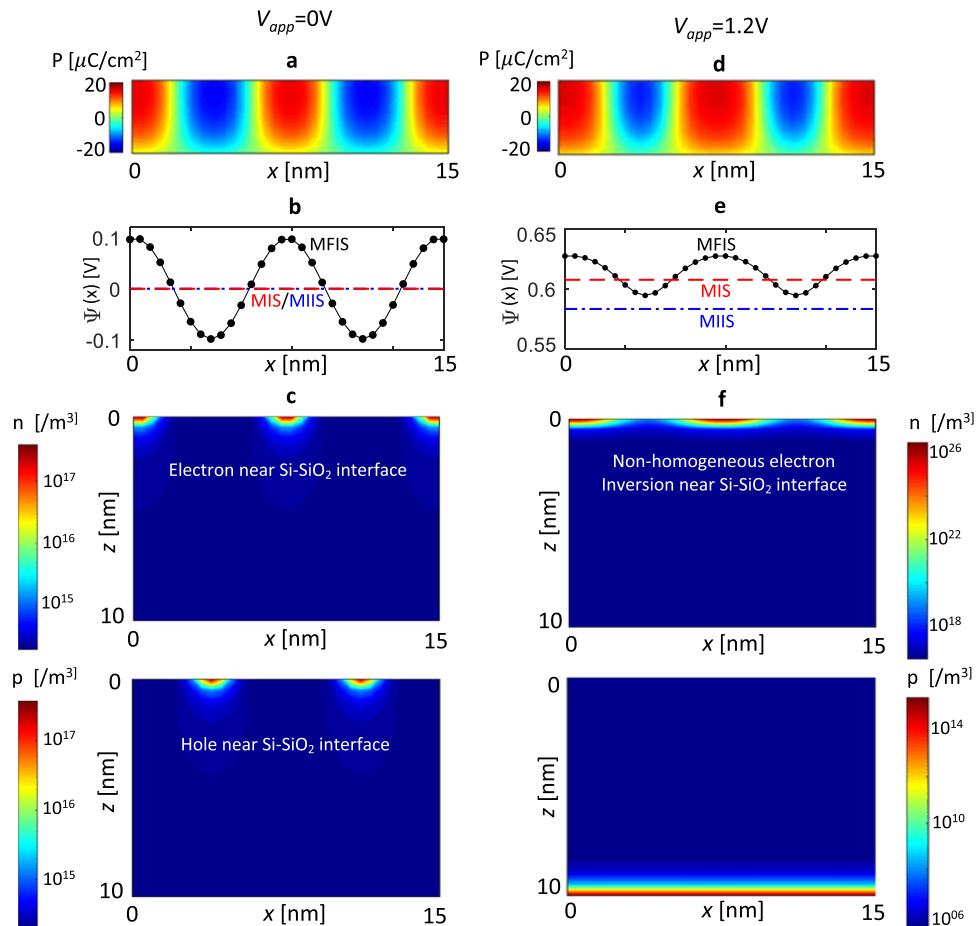 V_app=0V
V_app=1.2V
P [μC/cm²]
a
20
0
-20
0
15
x [nm]
P [μC/cm²]
d
20
0
-20
0
15
x [nm]
b
Ψ (x) [V]
0.1
0
-0.1
MFIS
MIS/MIIS
0
15
x [nm]
e
Ψ (x) [V]
0.65
0.6
0.55
MFIS
MIS
MIIS
0
15
x [nm]
c
n [/m³]
10¹⁷
10¹⁶
10¹⁵
0
z [nm]
10
Electron near Si-SiO₂ interface
0
15
x [nm]
f
0
z [nm]
10
Non-homogeneous electron
Inversion near Si-SiO₂ interface
0
15
x [nm]
n [/m³]
10²⁶
10²²
10¹⁸
p [/m³]
10¹⁷
10¹⁶
10¹⁵
0
z [nm]
10
Hole near Si-SiO₂ interface
0
15
x [nm]
0
z [nm]
10
0
15
x [nm]
p [/m³]
10¹⁴
10¹⁰
10⁰⁶